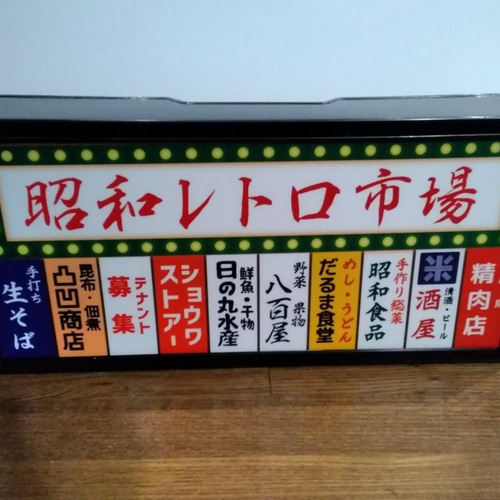 昭和レトロ市場
手打ち
生そば
昆布・佃煮
凸凹商店
テナント
募集
ショウワ
ストアー
鮮魚・干物
日の丸水産
野菜 果物
八百屋
めし・うどん
だるま食堂
手作り総菜
昭和食品
米
清酒・ビール
酒屋
精肉店